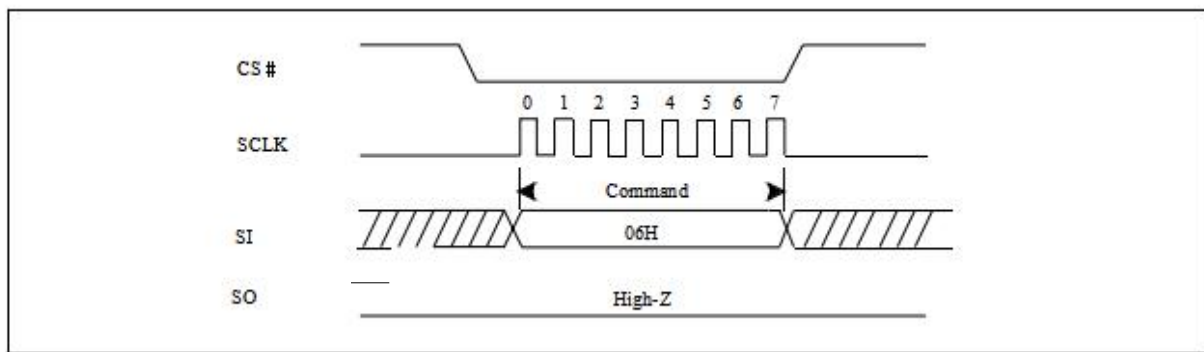 CS#
0 1 2 3 4 5 6 7
SCLK
Command
SI
06H
SO
High-Z